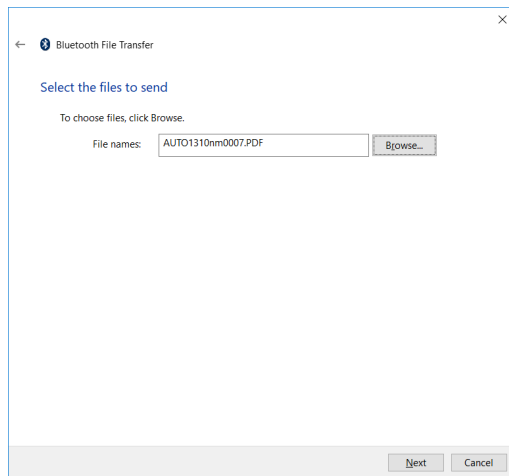 Bluetooth File Transfer
Select the files to send
To choose files, click Browse.
File names: AUTO1310nm0007.PDF Browse...
Next Cancel